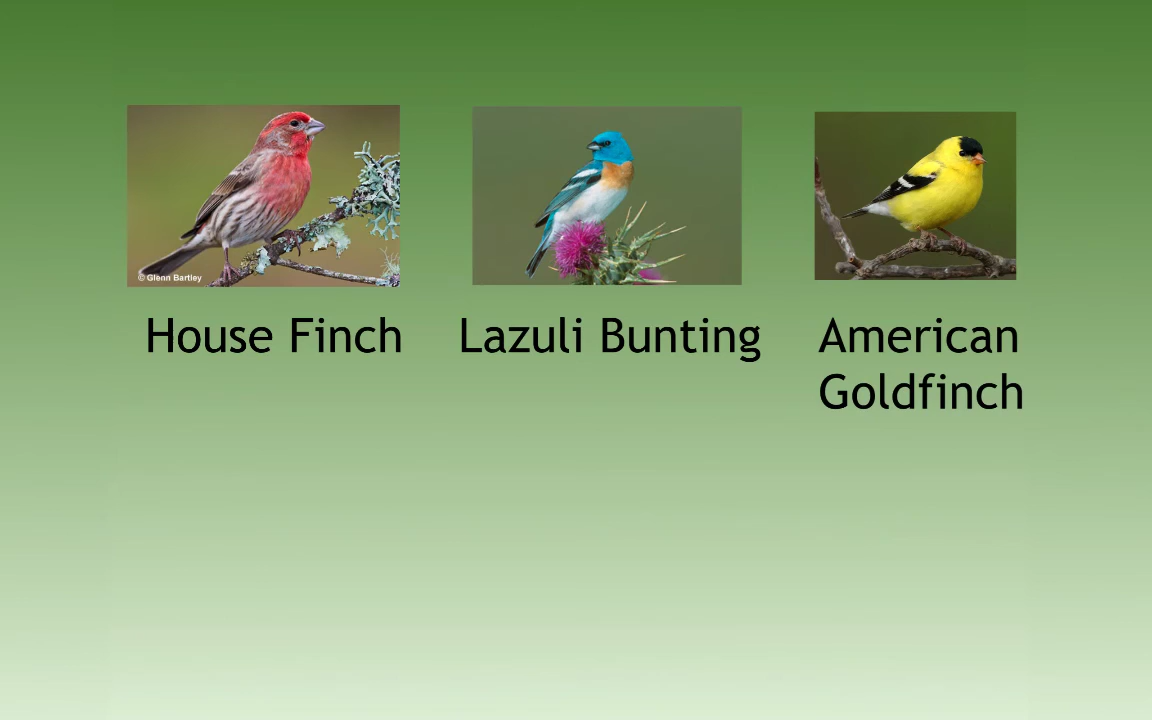 © Glenn Bartley
House Finch
Lazuli Bunting
American
Goldfinch